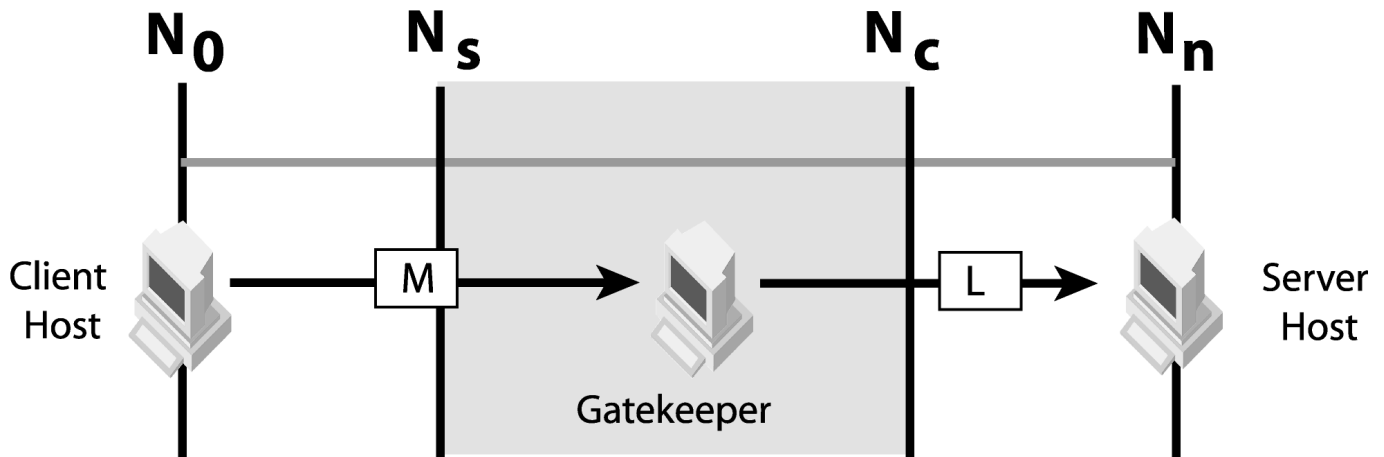 N0
Ns
Nc
Nn
Client
Host
M
L
Server
Host
Gatekeeper